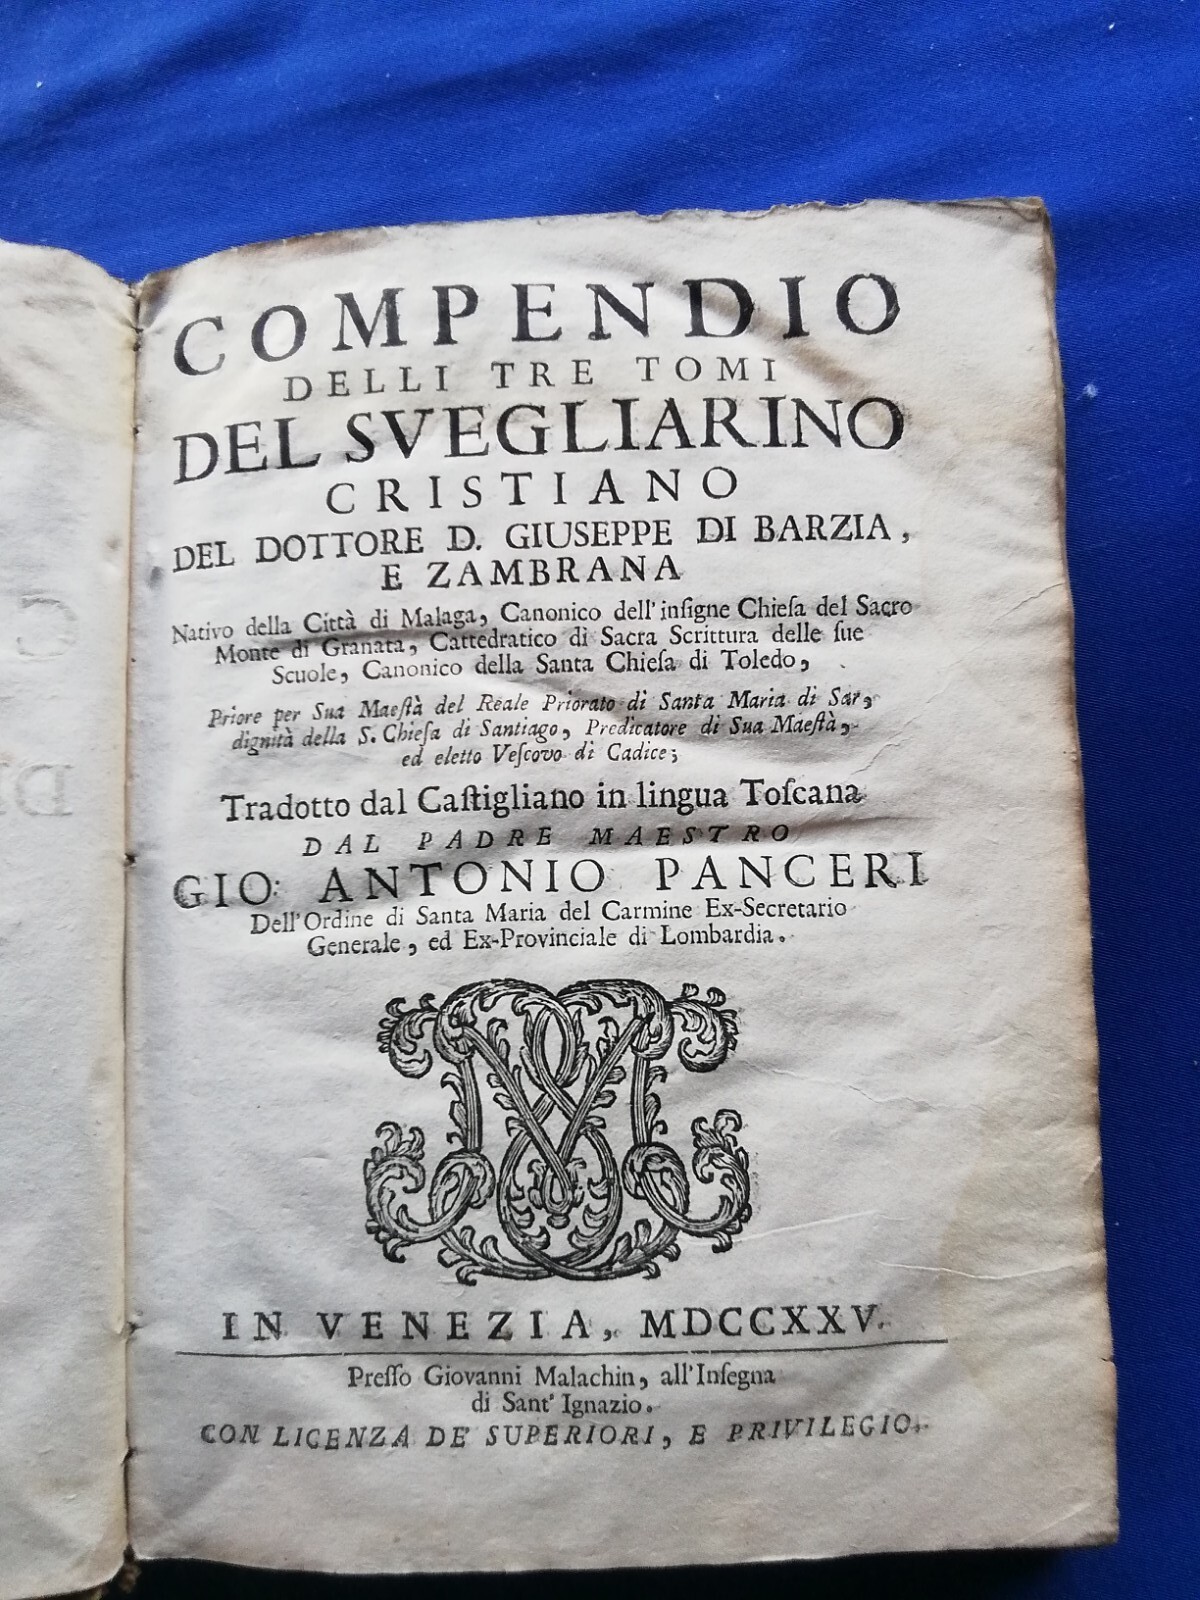 COMPENDIO
DELLI TRE TOMI
DEL SVEGLIARINO
CRISTIANO
DEL DOTTORE D. GIUSEPPE DI BARZIA,
E ZAMBRANA
Nativo della Città di Malaga, Canonico dell'inſigne Chieſa del Sacro
Monte di Granata, Cattedratico di Sacra Scrittura delle ſue
Scuole, Canonico della Santa Chieſa di Toledo,
Priore per Sua Maeſtà del Reale Priorato di Santa Maria di Sar,
dignità della S. Chieſa di Santiago, Predicatore di Sua Maeſtà,
ed eletto Veſcovo di Cadice;
Tradotto dal Caſtigliano in lingua Toſcana
DAL PADRE MAESTRO
GIO: ANTONIO PANCERI
Dell'Ordine di Santa Maria del Carmine Ex-Secretario
Generale, ed Ex-Provinciale di Lombardia.
IN VENEZIA, MDCCXXV.
Preſſo Giovanni Malachin, all'Inſegna
di Sant' Ignazio.
CON LICENZA DE' SUPERIORI, E PRIVILEGIO.